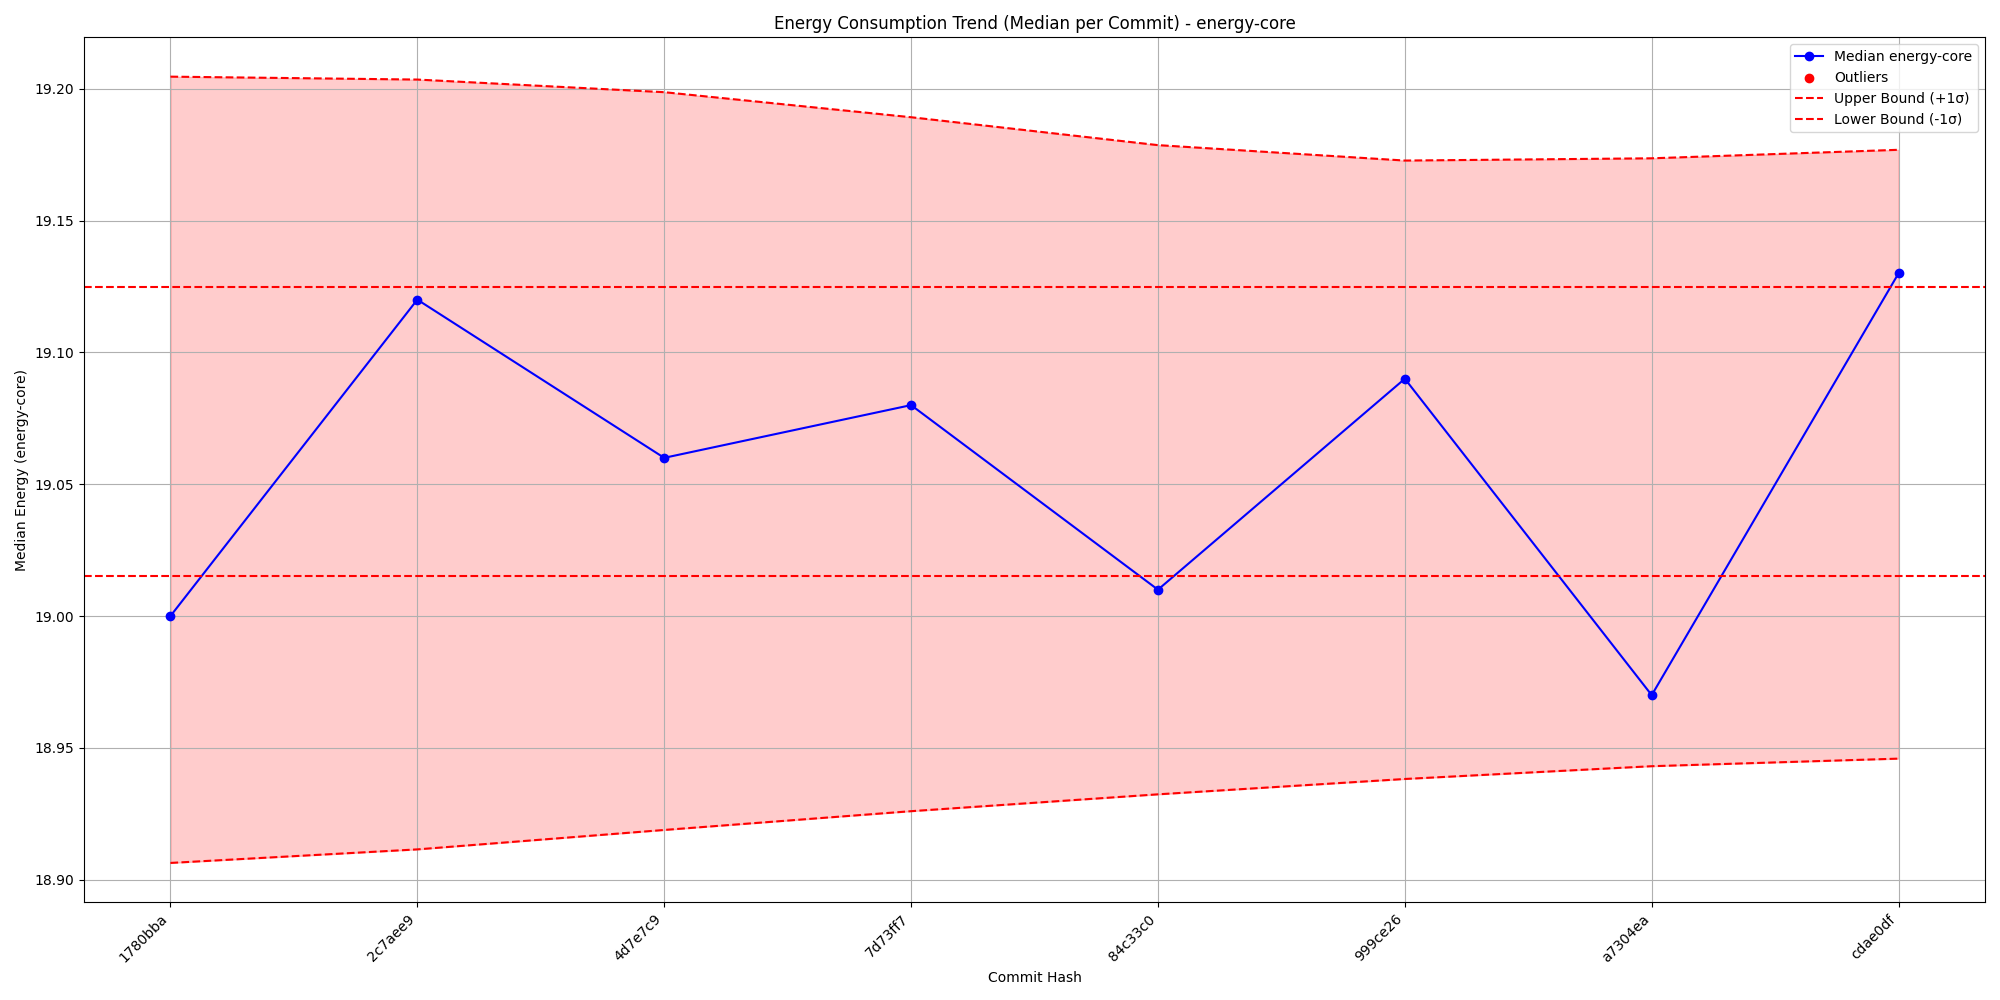 Energy Consumption Trend (Median per Commit) - energy-core
Median energy-core
Outliers
Upper Bound (+1σ)
Lower Bound (-1σ)
Median Energy (energy-core)
19.20
19.15
19.10
19.05
19.00
18.95
18.90
1780bba
2c7aee9
4d7e7c9
7d73ff7
84c33c0
999ce26
a7304ea
cdae0df
Commit Hash